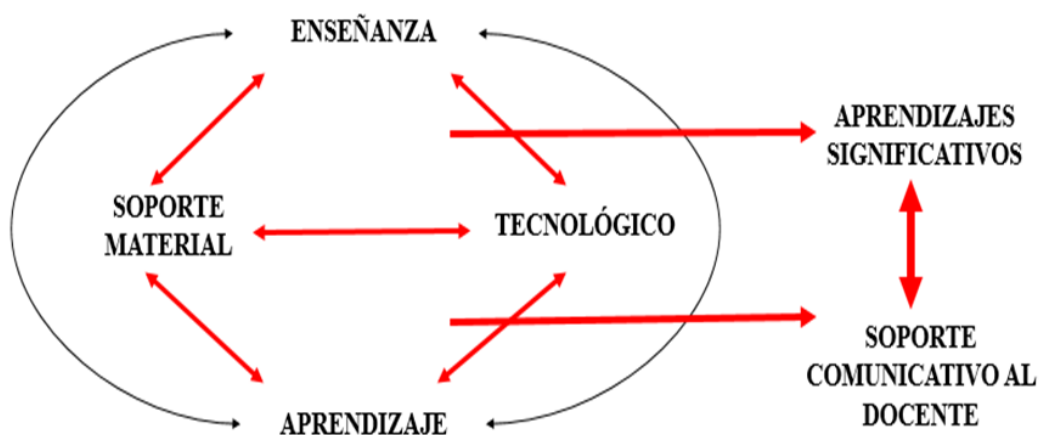 ENSEÑANZA
APRENDIZAJES
SIGNIFICATIVOS
SOPORTE
MATERIAL
TECNOLÓGICO
SOPORTE
COMUNICATIVO AL
DOCENTE
APRENDIZAJE